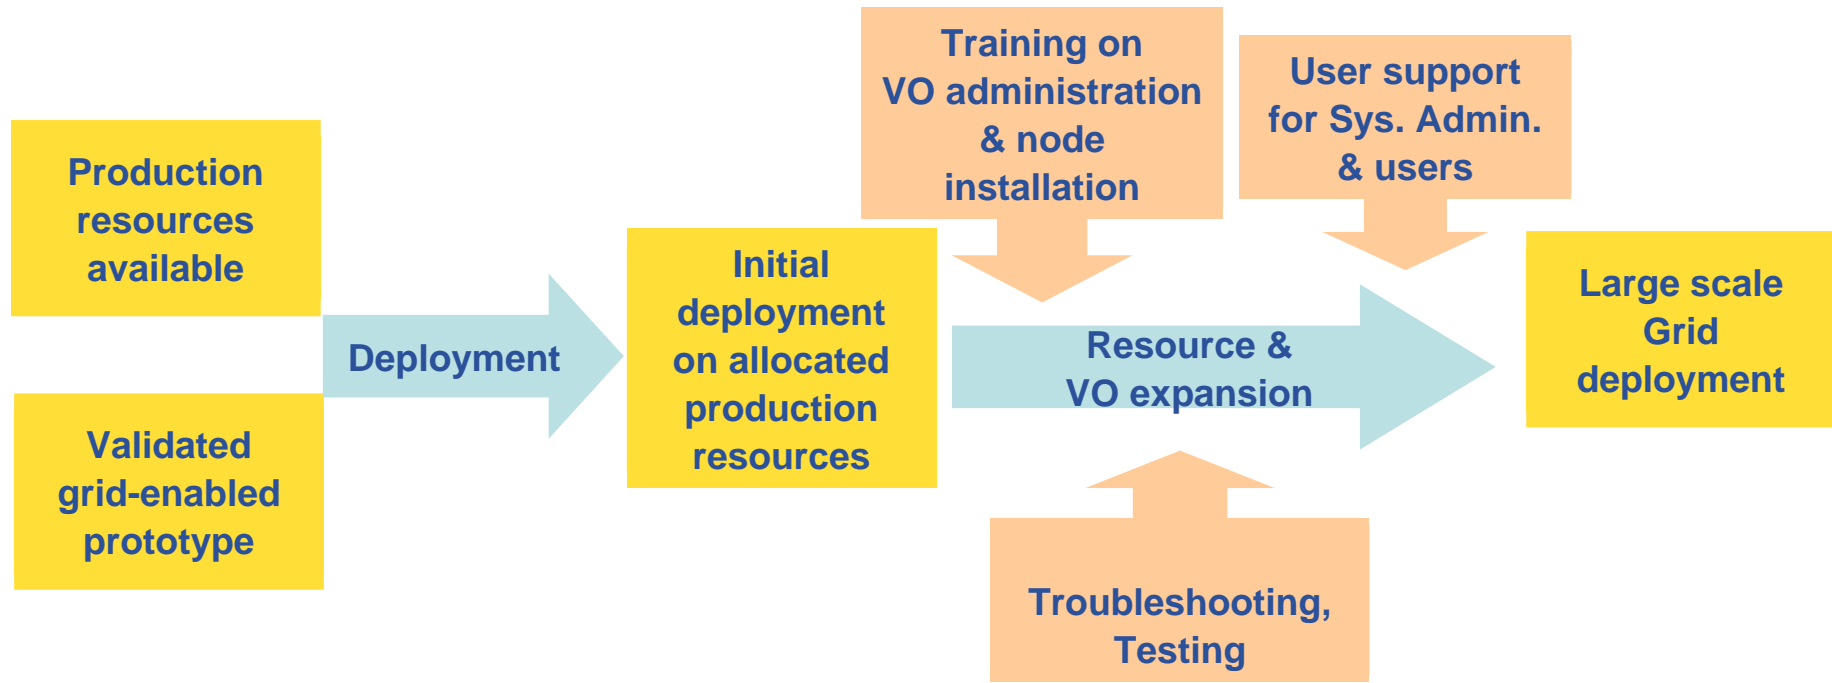 Production
resources
available
Validated
grid-enabled
prototype
Deployment
Initial
deployment
on allocated
production
resources
Training on
VO administration
& node
installation
User support
for Sys. Admin.
& users
Resource &
VO expansion
Troubleshooting,
Testing
Large scale
Grid
deployment